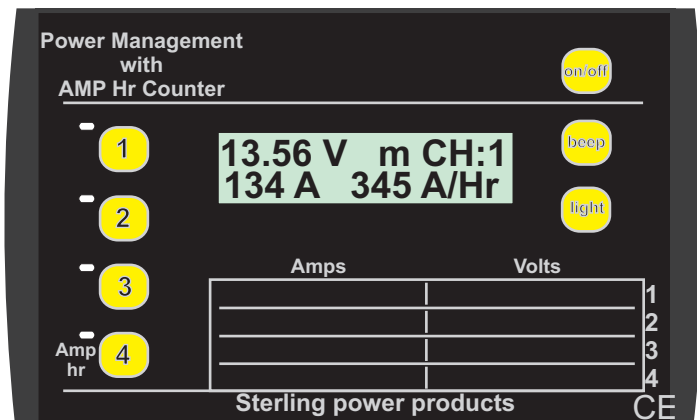 Power Management
with
AMP Hr Counter
on/off
1
13.56 V m CH:1
134 A 345 A/Hr
beep
2
light
3
Amps Volts
1
2
Amp
hr
4
3
4
Sterling power products
CE